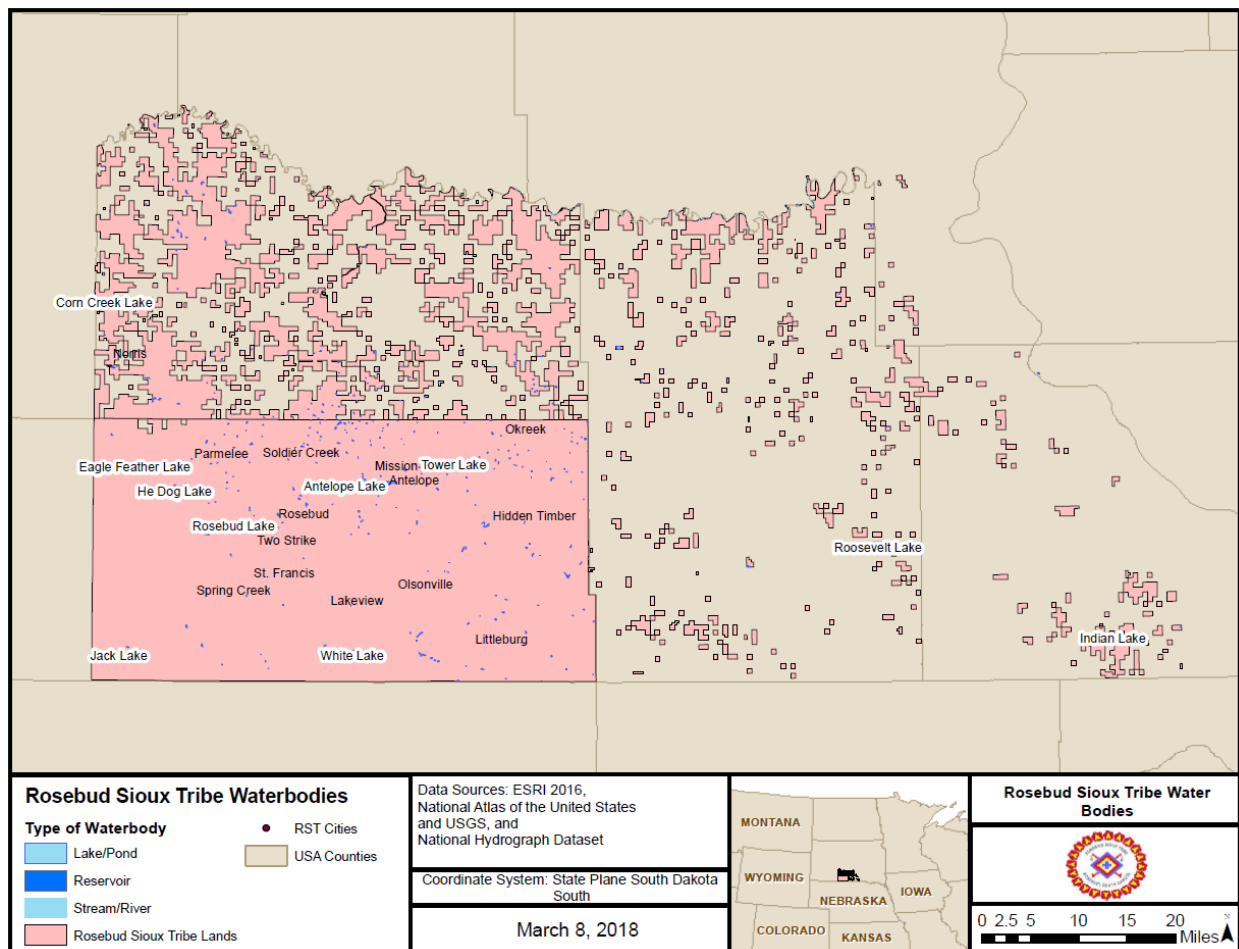 Corn Creek Lake
Norris
Okreek
Parmelee
Soldier Creek
Eagle Feather Lake
Mission
Tower Lake
Antelope
He Dog Lake
Antelope Lake
Rosebud
Hidden Timber
Rosebud Lake
Two Strike
Roosevelt Lake
St. Francis
Spring Creek
Olsonville
Lakeview
Littleburg
Indian Lake
Jack Lake
White Lake
Rosebud Sioux Tribe Waterbodies
Type of Waterbody
Lake/Pond
Reservoir
Stream/River
Rosebud Sioux Tribe Lands
RST Cities
USA Counties
Data Sources: ESRI 2016,
National Atlas of the United States
and USGS, and
National Hydrograph Dataset
Coordinate System: State Plane South Dakota
South
March 8, 2018
MONTANA
WYOMING
IOWA
NEBRASKA
COLORADO
KANSAS
Rosebud Sioux Tribe Water
Bodies
0 2.5 5 10 15 20
Miles